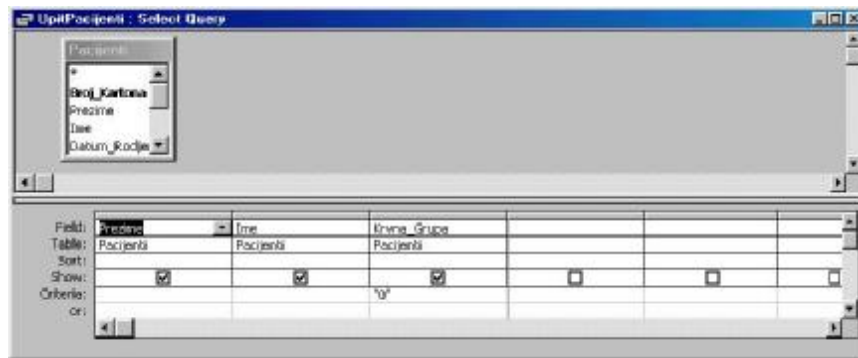 UpitPacijenti : Select Query
Pacijenti
*
Broj_Kartona
Prezime
Ime
Datum_Rodje
Field: Prezime Ime Krvna_Grupa
Table: Pacijenti Pacijenti Pacijenti
Sort:
Show:
Criteria:
or: